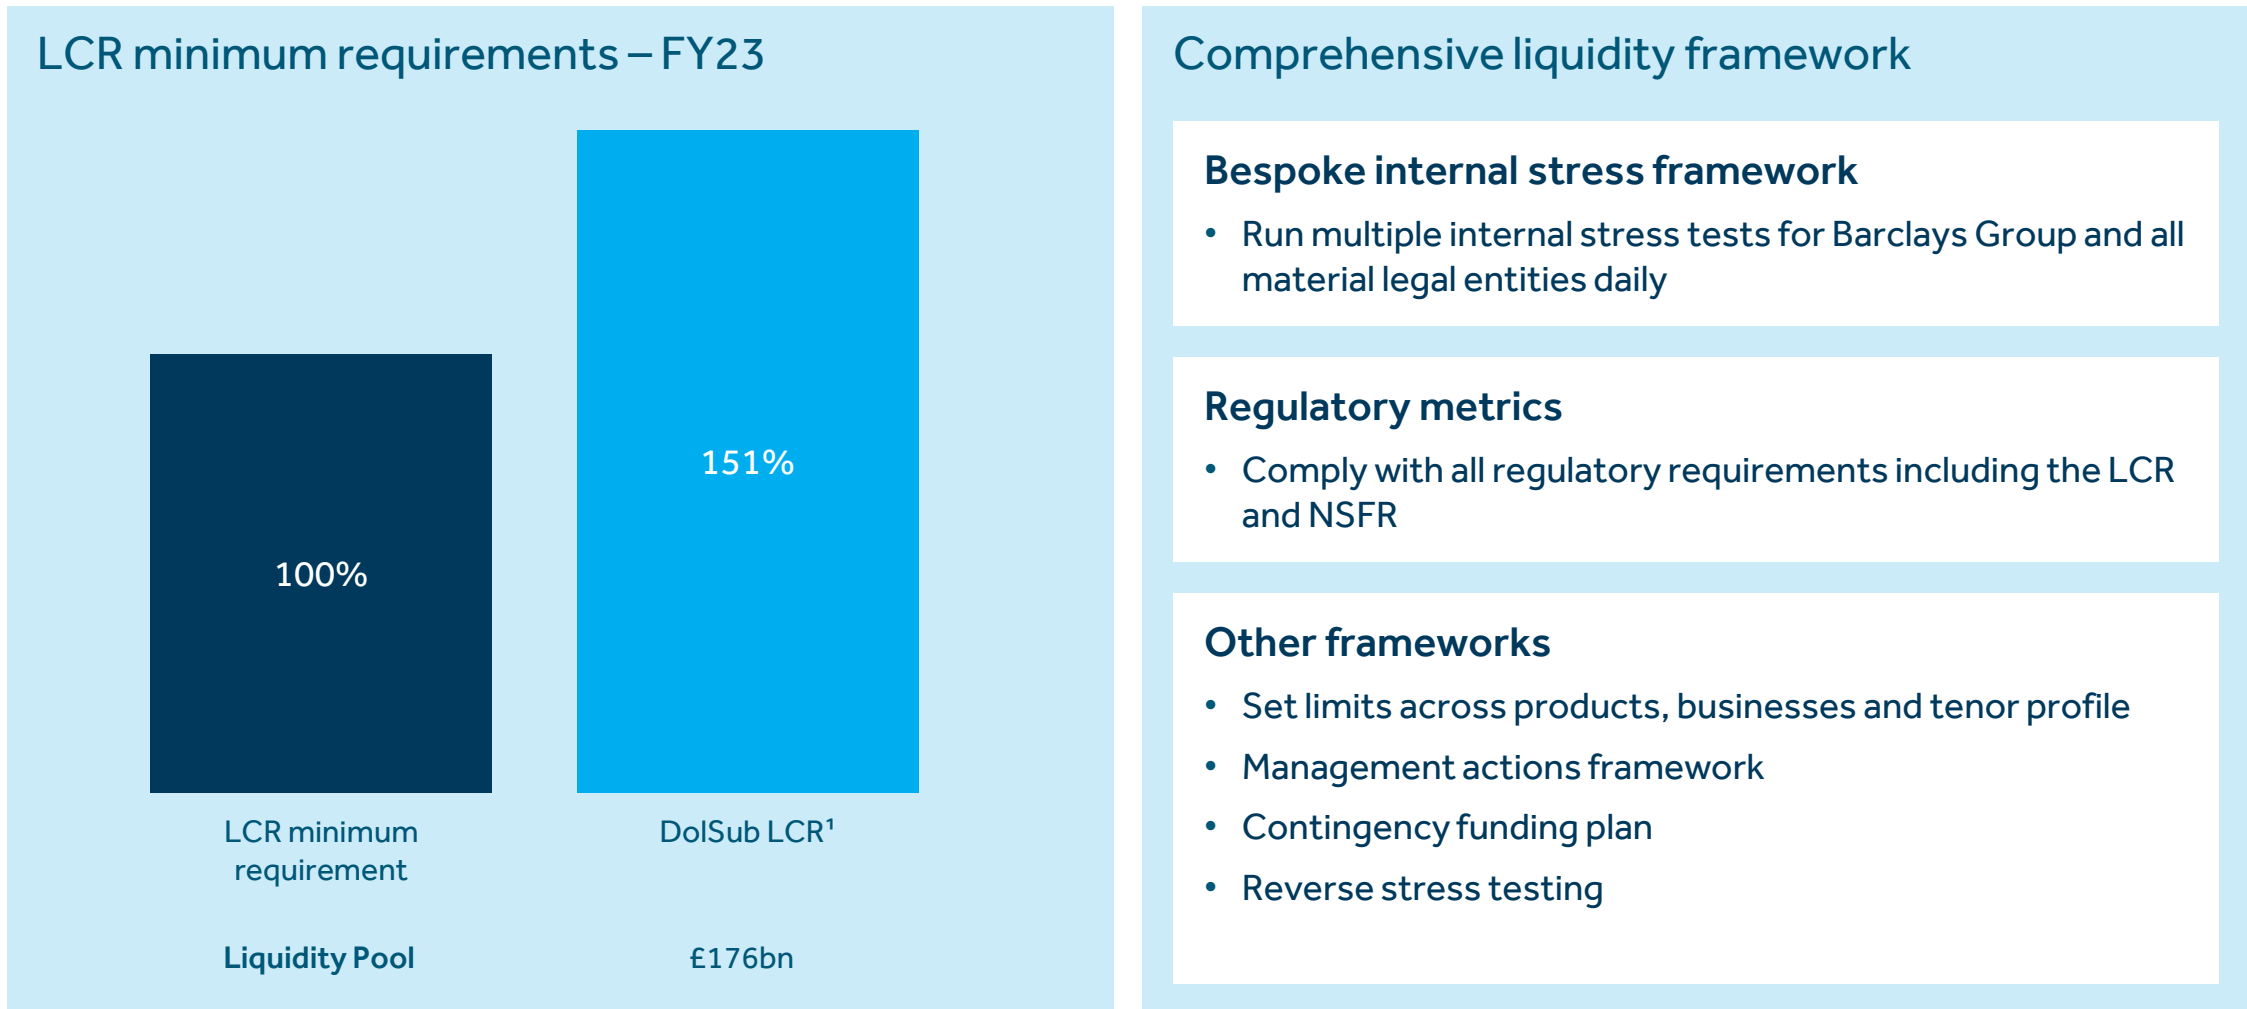 LCR minimum requirements – FY23
100%
151%
LCR minimum
requirement
DolSub LCR¹
Liquidity Pool
£176bn
Comprehensive liquidity framework
Bespoke internal stress framework
• Run multiple internal stress tests for Barclays Group and all
material legal entities daily
Regulatory metrics
• Comply with all regulatory requirements including the LCR
and NSFR
Other frameworks
• Set limits across products, businesses and tenor profile
• Management actions framework
• Contingency funding plan
• Reverse stress testing